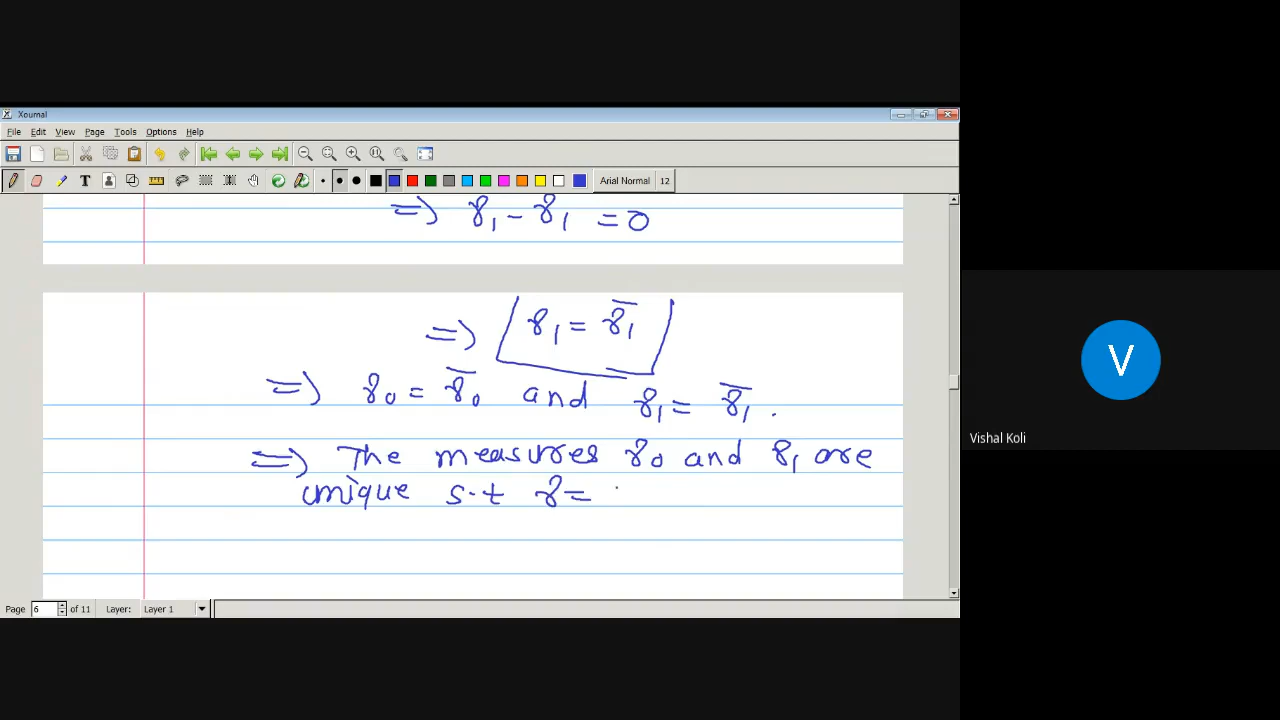 Xournal
File Edit View Page Tools Options Help
Arial Normal 12
=> γ₁ - γ₁ = 0
=> γ₁ = γ̅₁
=> γ₀ = γ̅₀ and γ₁ = γ̅₁ .
=> The measures γ₀ and γ₁ are
unique s.t γ =
V
Vishal Koli
Page 6 of 11 Layer: Layer 1